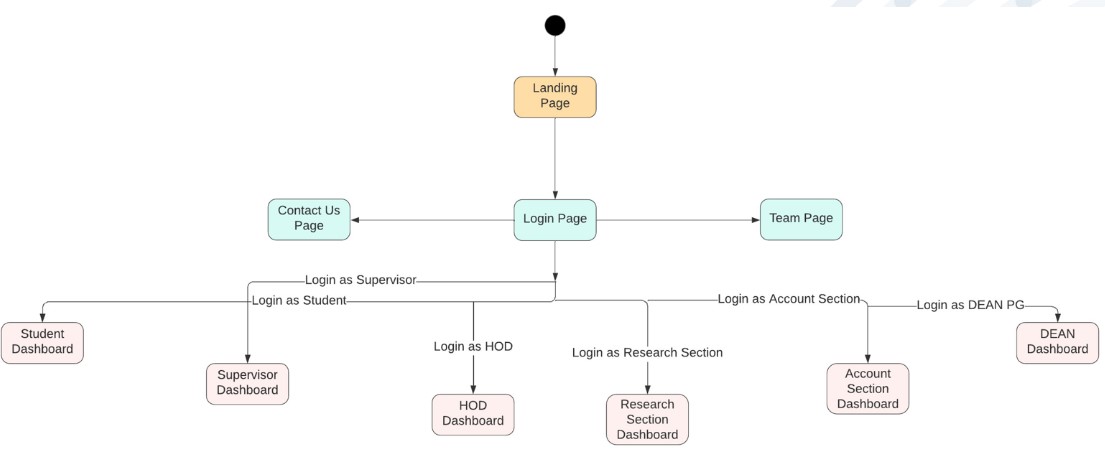 Landing
Page
Contact Us
Page
Login Page
Team Page
Login as Supervisor
Login as Student
Login as Account Section
Login as DEAN PG
Login as HOD
Login as Research Section
Student
Dashboard
Supervisor
Dashboard
HOD
Dashboard
Research
Section
Dashboard
Account
Section
Dashboard
DEAN
Dashboard